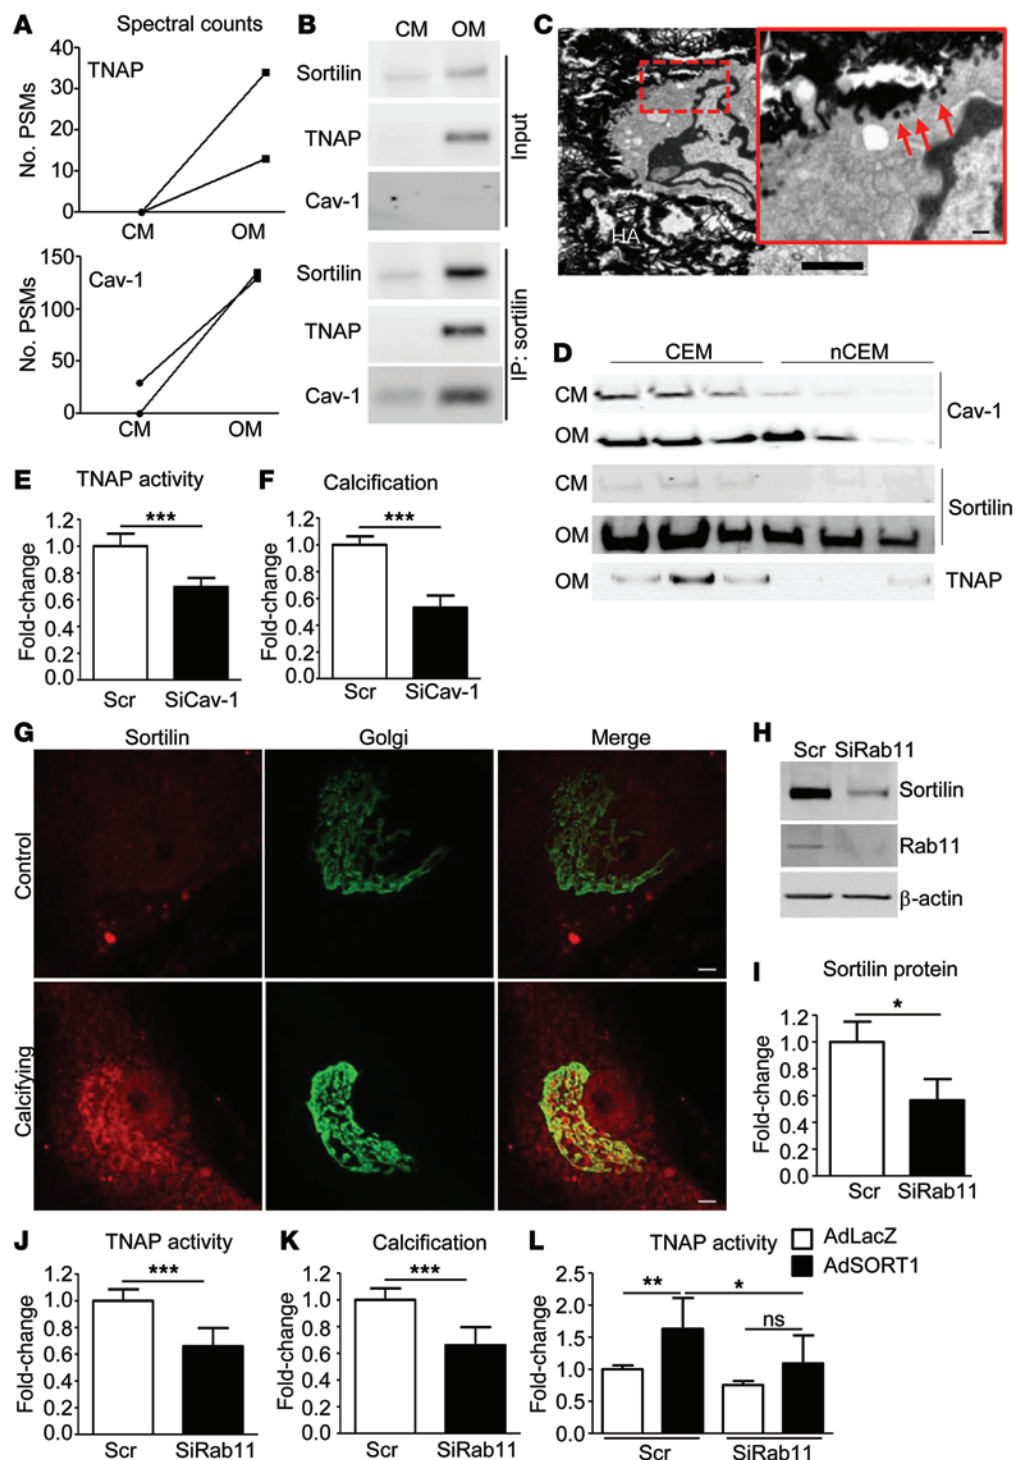 A
Spectral counts
TNAP
No. PSMs
40
30
20
10
0
CM
OM
Cav-1
No. PSMs
150
100
50
0
CM
OM
B
CM OM
Sortilin
TNAP
Cav-1
Input
Sortilin
TNAP
Cav-1
IP: sortilin
C
HA
D
CEM nCEM
CM
OM
Cav-1
CM
OM
Sortilin
OM
TNAP
E
TNAP activity
***
Fold-change
1.2
1.0
0.8
0.6
0.4
0.2
0.0
Scr SiCav-1
F
Calcification
***
Fold-change
1.2
1.0
0.8
0.6
0.4
0.2
0.0
Scr SiCav-1
G
Sortilin Golgi Merge
Control
Calcifying
H
Scr SiRab11
Sortilin
Rab11
β-actin
I
Sortilin protein
*
Fold-change
1.2
1.0
0.8
0.6
0.4
0.2
0.0
Scr SiRab11
J
TNAP activity
***
Fold-change
1.2
1.0
0.8
0.6
0.4
0.2
0.0
Scr SiRab11
K
Calcification
***
Fold-change
1.2
1.0
0.8
0.6
0.4
0.2
0.0
Scr SiRab11
L
TNAP activity
AdLacZ
AdSORT1
** *
ns
Fold-change
2.5
2.0
1.5
1.0
0.5
0.0
Scr SiRab11